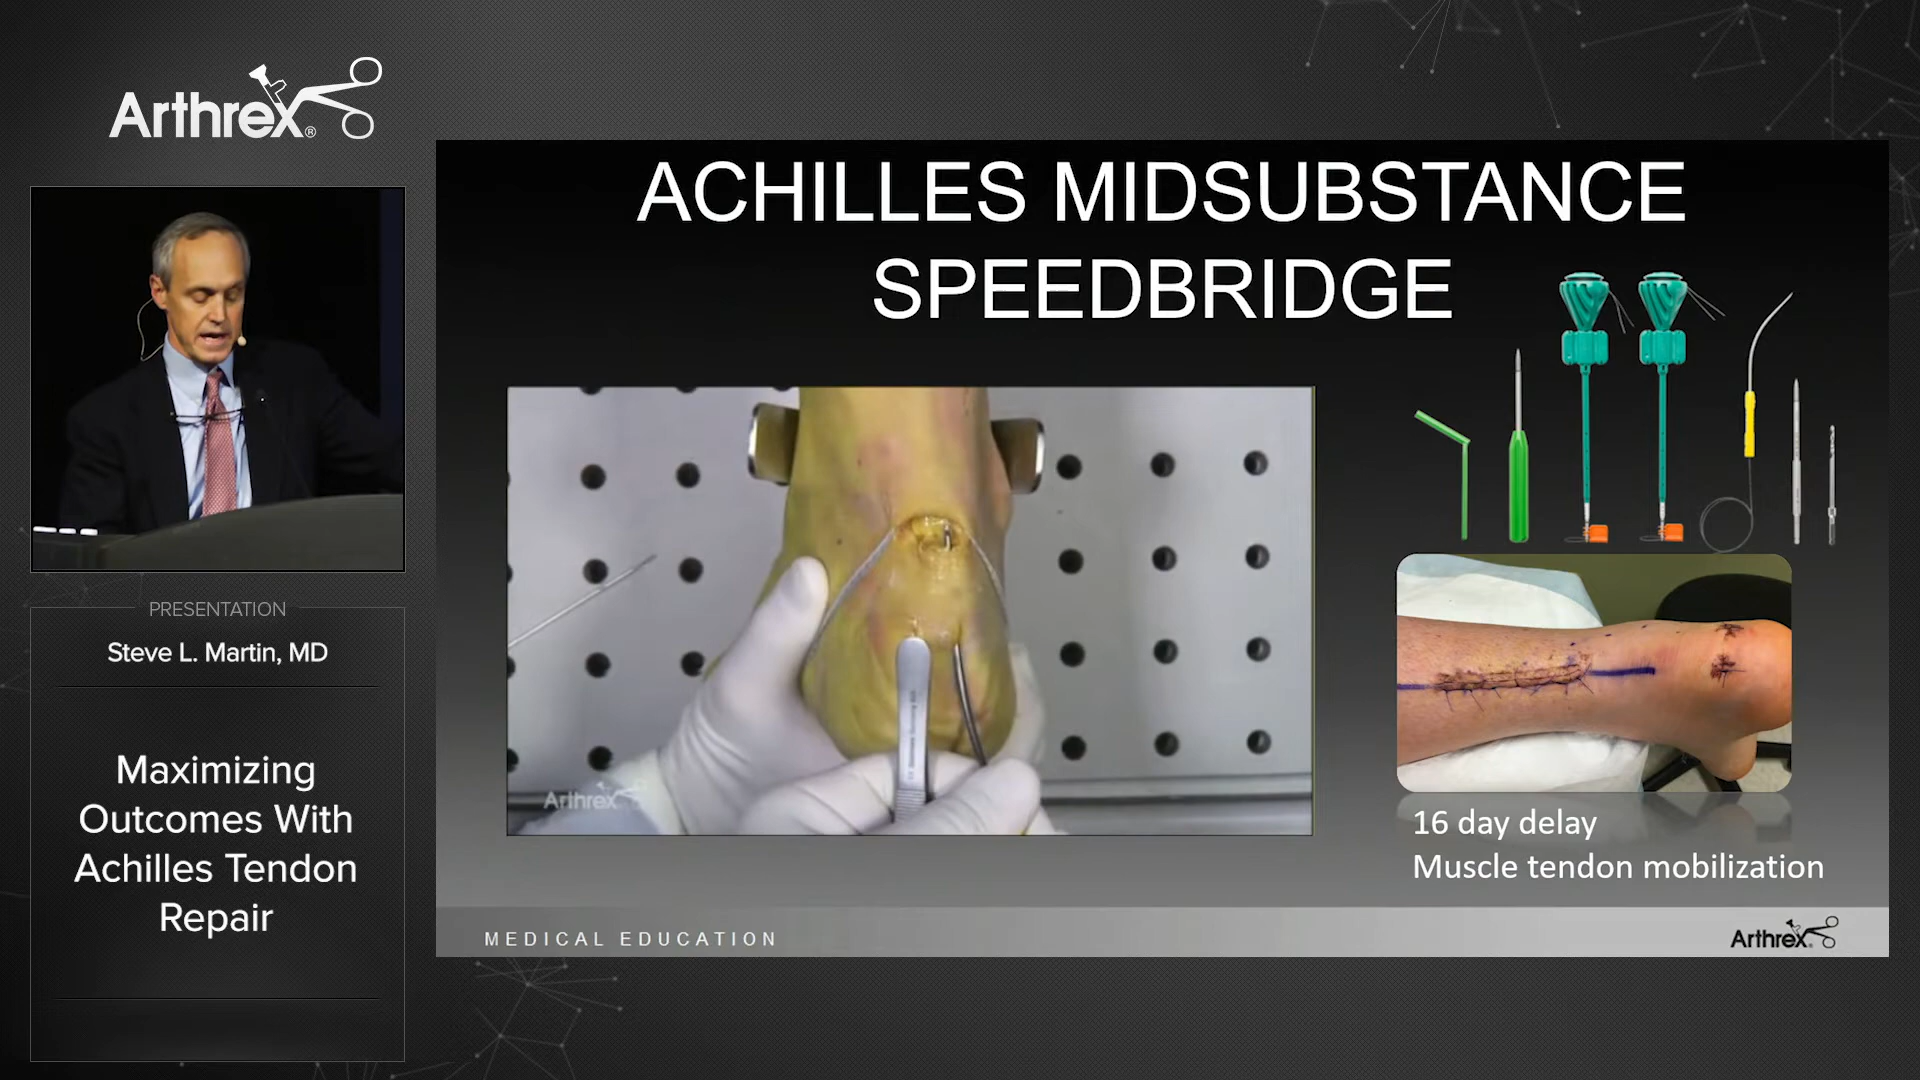 Arthrex®
PRESENTATION
Steve L. Martin, MD
Maximizing
Outcomes With
Achilles Tendon
Repair
ACHILLES MIDSUBSTANCE
SPEEDBRIDGE
Arthrex
16 day delay
Muscle tendon mobilization
MEDICAL EDUCATION
Arthrex